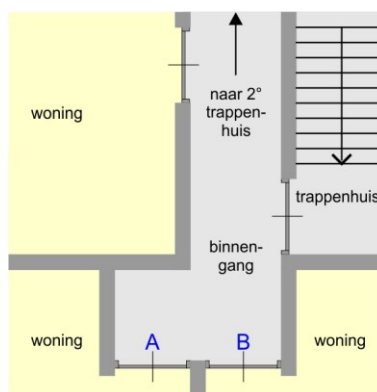 naar 2°
trappen-
huis
woning
trappenhuis
binnen-
gang
woning
A
B
woning